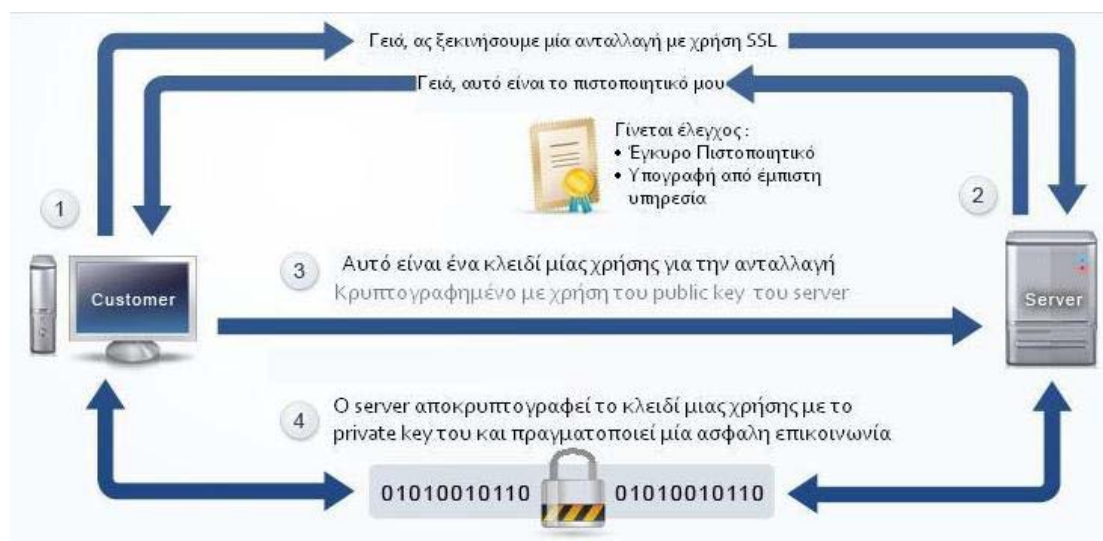 Γειά, ας ξεκινήσουμε μία ανταλλαγή με χρήση SSL
Γειά, αυτό είναι το πιστοποιητικό μου
Γίνεται έλεγχος :
• Έγκυρο Πιστοποιητικό
• Υπογραφή από έμπιστη
υπηρεσία
1
2
3
Αυτό είναι ένα κλειδί μίας χρήσης για την ανταλλαγή
Κρυπτογραφημένο με χρήση του public key του server
Customer
Server
4
Ο server αποκρυπτογραφεί το κλειδί μιας χρήσης με το
private key του και πραγματοποιεί μία ασφαλη επικοινωνία
01010010110
01010010110